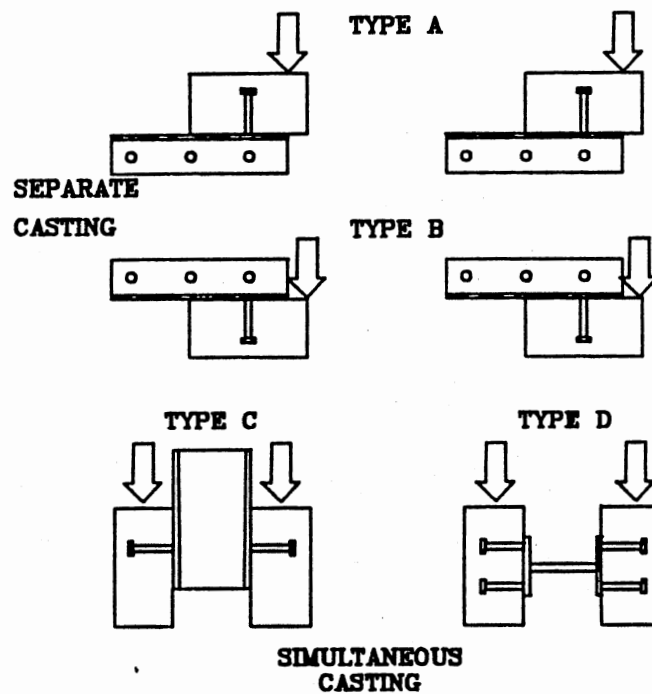 TYPE A
SEPARATE
CASTING
TYPE B
TYPE C
TYPE D
SIMULTANEOUS
CASTING